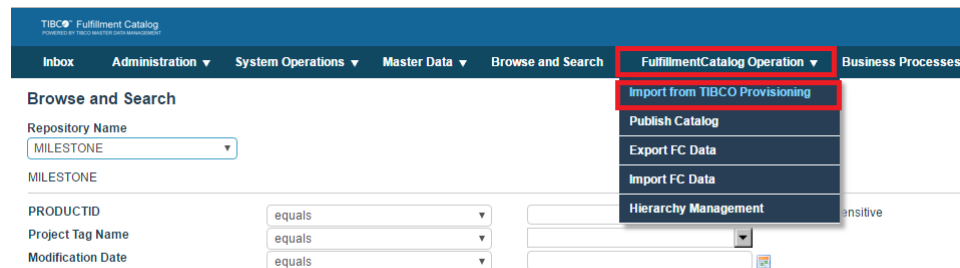 TIBCO Fulfillment Catalog
POWERED BY TIBCO MASTER DATA MANAGEMENT
Inbox Administration System Operations Master Data Browse and Search FulfillmentCatalog Operation Business Processes
Import from TIBCO Provisioning
Publish Catalog
Export FC Data
Import FC Data
Hierarchy Management
Browse and Search
Repository Name
MILESTONE
MILESTONE
PRODUCTID equals ensitive
Project Tag Name equals
Modification Date equals